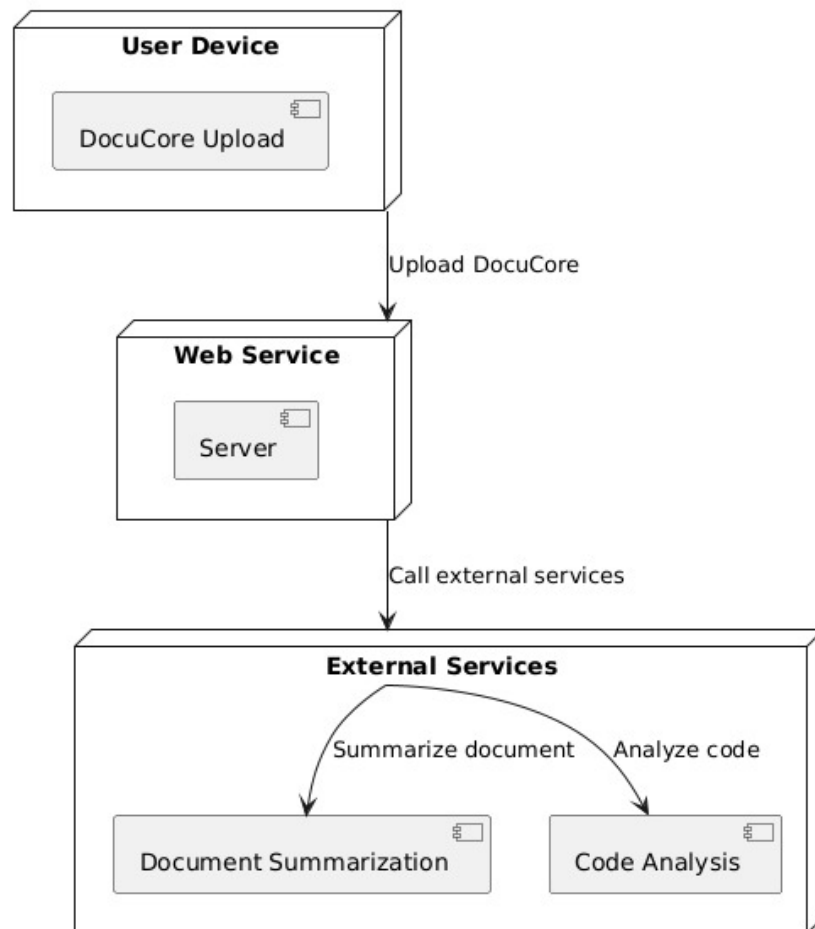 User Device
DocuCore Upload
Upload DocuCore
Web Service
Server
Call external services
External Services
Summarize document
Analyze code
Document Summarization
Code Analysis